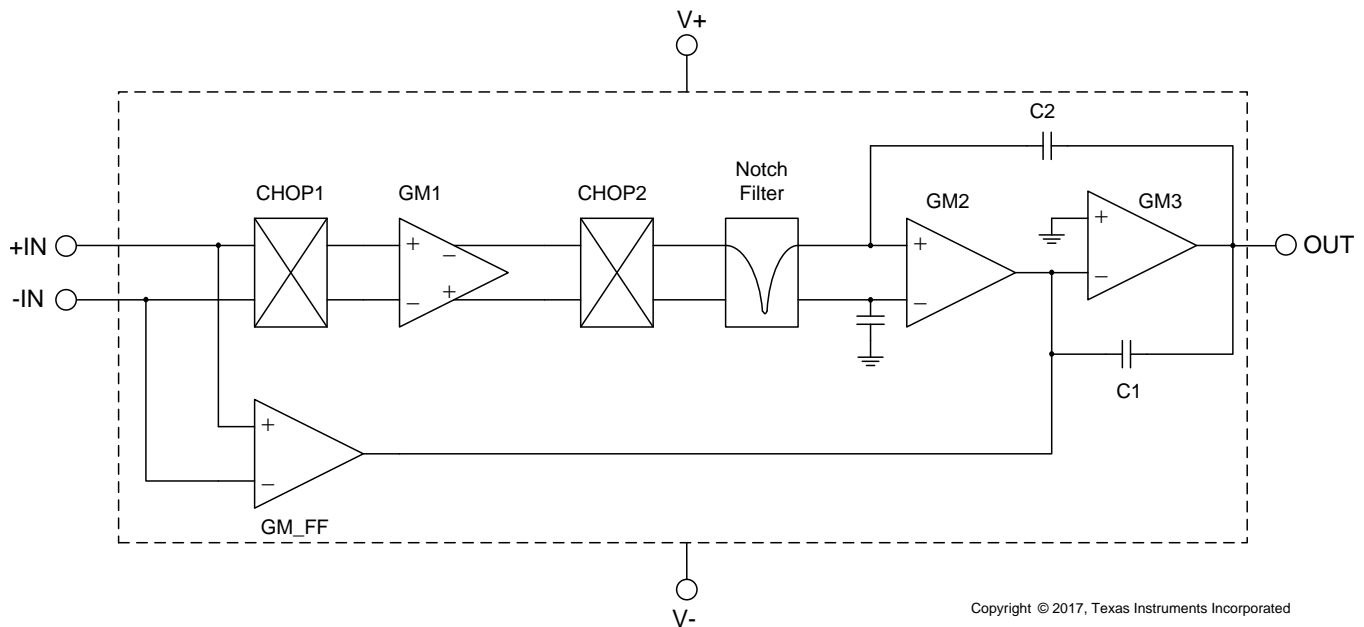 V+
C2
Notch
Filter
CHOP1
GM1
CHOP2
GM2
GM3
+IN
-IN
OUT
+
−
−
+
+
−
+
−
C1
+
−
GM_FF
V-
Copyright © 2017, Texas Instruments Incorporated